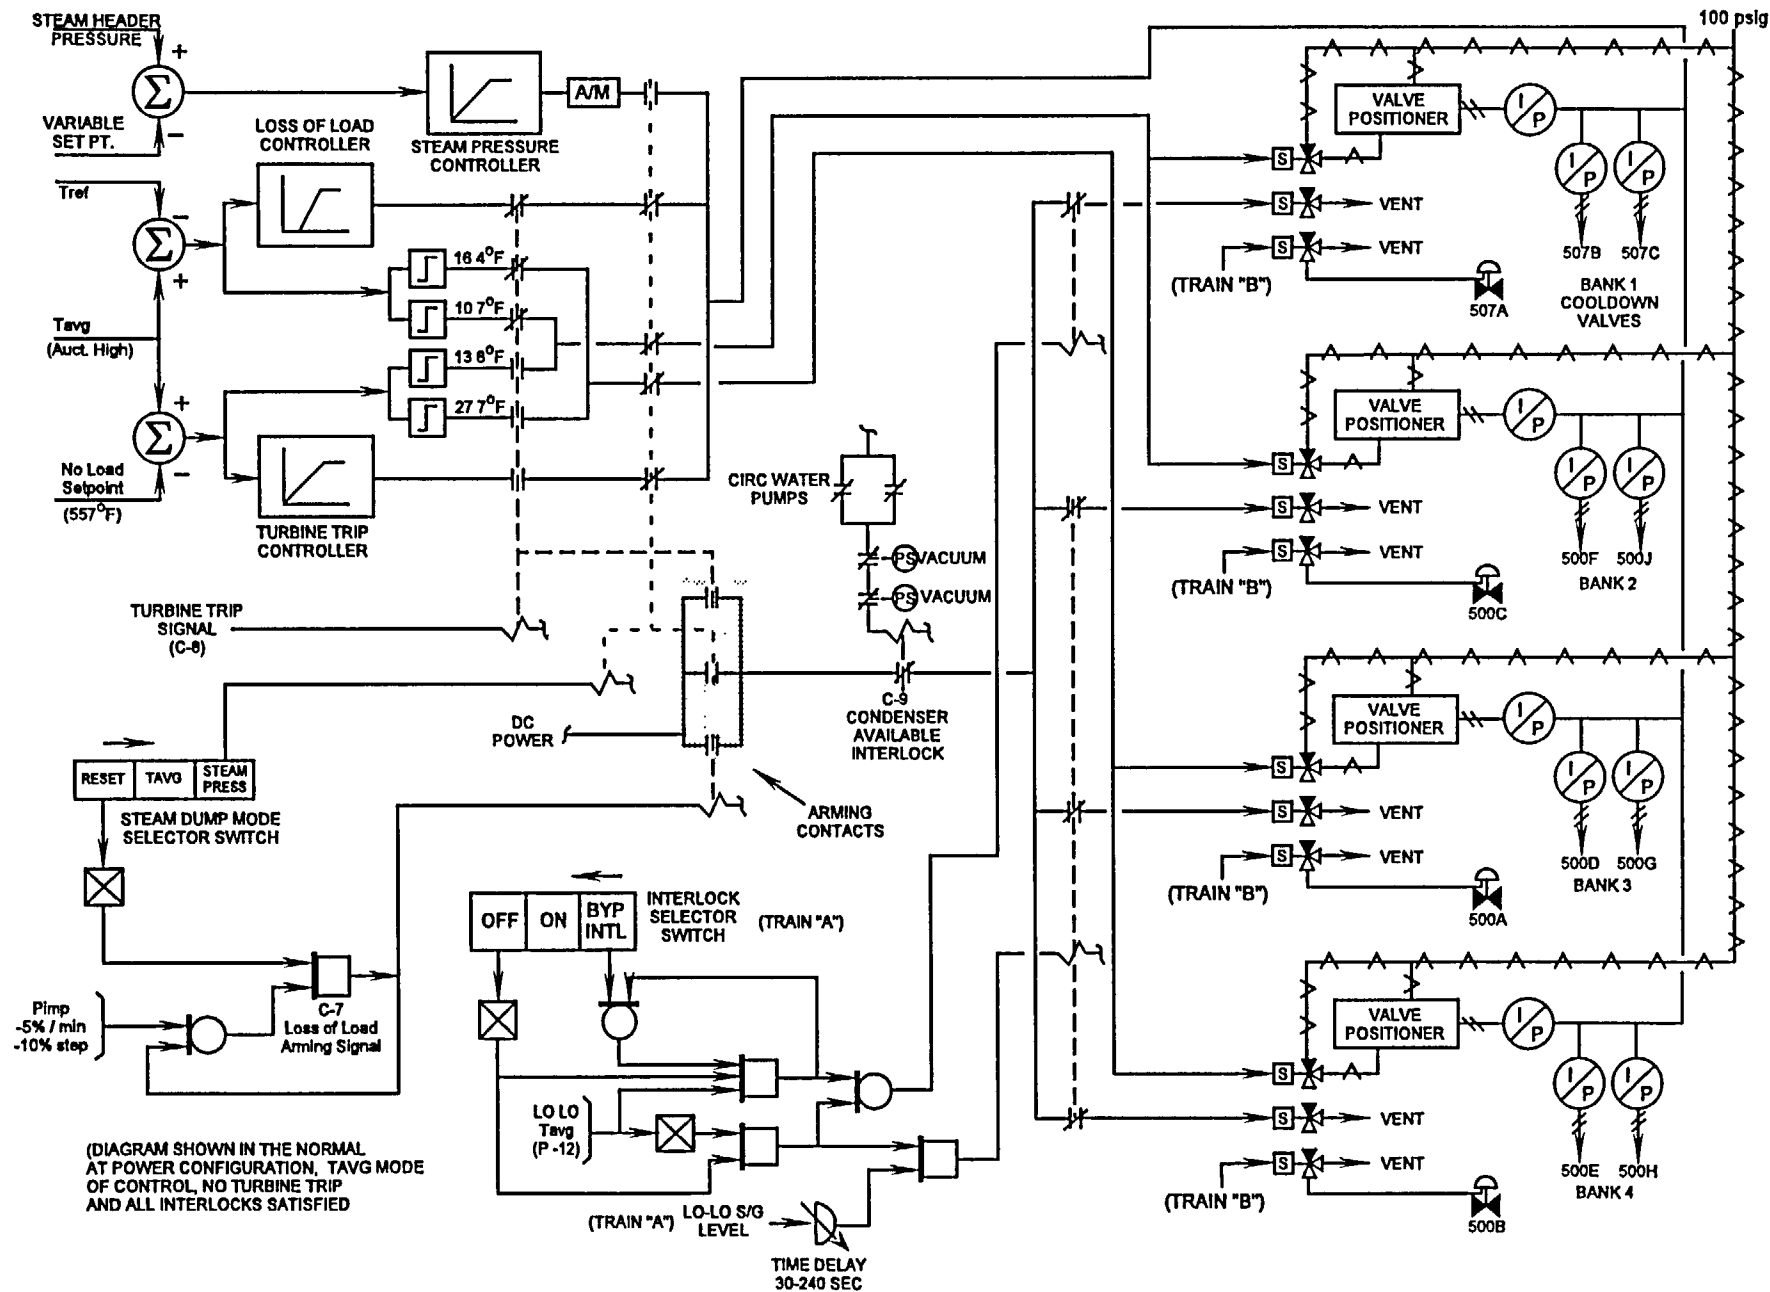 STEAM HEADER
PRESSURE
+
Σ
−
VARIABLE
SET PT.
LOSS OF LOAD
CONTROLLER
STEAM PRESSURE
CONTROLLER
A/M
Tref
−
Σ
+
Tavg
(Auct. High)
+
Σ
−
No Load
Setpoint
(557°F)
16 4°F
10 7°F
13 8°F
27 7°F
TURBINE TRIP
CONTROLLER
TURBINE TRIP
SIGNAL
(C-8)
CIRC WATER
PUMPS
PS VACUUM
PS VACUUM
C-9
CONDENSER
AVAILABLE
INTERLOCK
DC
POWER
ARMING
CONTACTS
RESET
TAVG
STEAM
PRESS
STEAM DUMP MODE
SELECTOR SWITCH
OFF
ON
BYP
INTL
INTERLOCK
SELECTOR
SWITCH
(TRAIN "A")
Pimp
-5% / min
-10% step
C-7
Loss of Load
Arming Signal
LO LO
Tavg
(P -12)
(TRAIN "A")
LO-LO S/G
LEVEL
TIME DELAY
30-240 SEC
(DIAGRAM SHOWN IN THE NORMAL
AT POWER CONFIGURATION, TAVG MODE
OF CONTROL, NO TURBINE TRIP
AND ALL INTERLOCKS SATISFIED
100 psig
VALVE
POSITIONER
I/P
I/P
I/P
S
S
VENT
S
VENT
(TRAIN "B")
507A
507B
507C
BANK 1
COOLDOWN
VALVES
VALVE
POSITIONER
I/P
I/P
I/P
S
S
VENT
S
VENT
(TRAIN "B")
500C
500F
500J
BANK 2
VALVE
POSITIONER
I/P
I/P
I/P
S
S
VENT
S
VENT
(TRAIN "B")
500A
500D
500G
BANK 3
VALVE
POSITIONER
I/P
I/P
I/P
S
S
VENT
S
VENT
(TRAIN "B")
500B
500E
500H
BANK 4